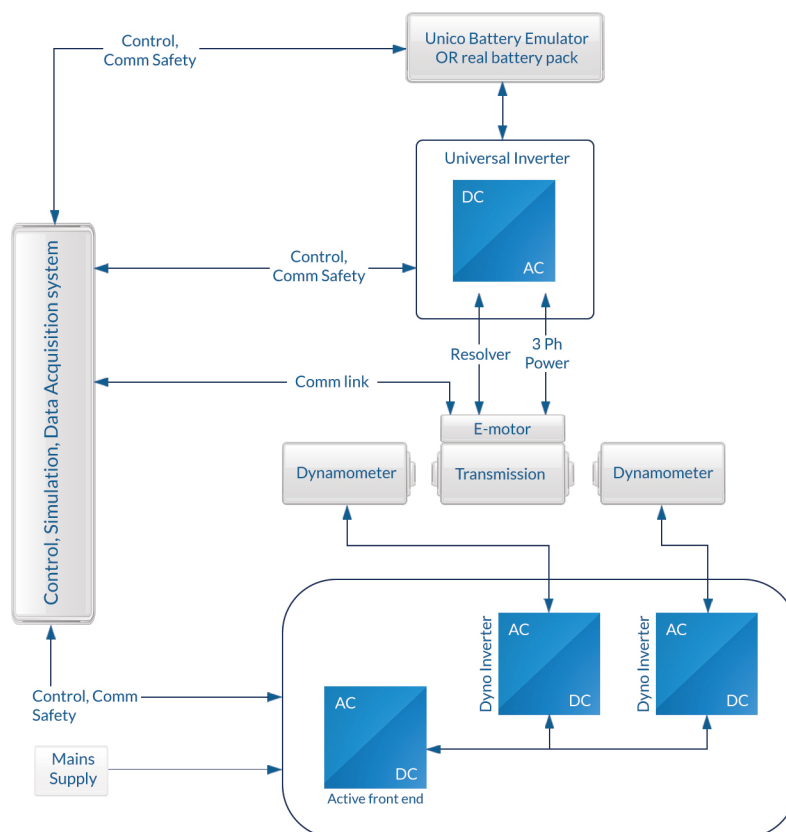 Control,
Comm Safety
Unico Battery Emulator
OR real battery pack
Universal Inverter
DC
AC
Control, Simulation, Data Acquisition system
Control,
Comm Safety
Resolver
3 Ph
Power
Comm link
E-motor
Dynamometer
Transmission
Dynamometer
Dyno Inverter
AC
DC
Dyno Inverter
AC
DC
Control, Comm
Safety
AC
DC
Active front end
Mains
Supply